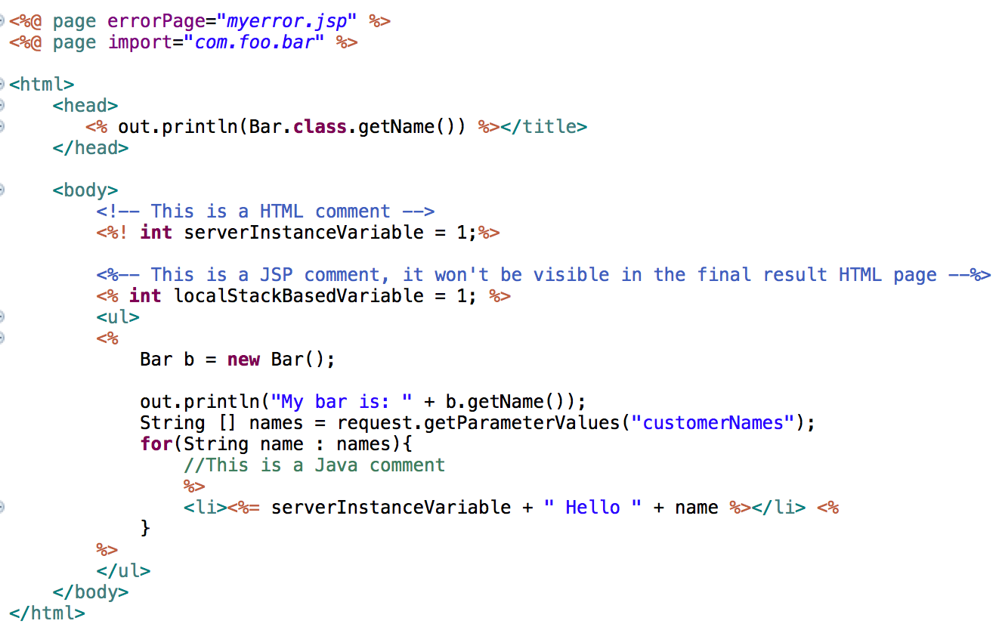 <%@ page errorPage="myerror.jsp" %>
<%@ page import="com.foo.bar" %>

<html>
    <head>
       <% out.println(Bar.class.getName()) %></title>
    </head>

    <body>
        <!-- This is a HTML comment -->
        <%! int serverInstanceVariable = 1;%>

        <%-- This is a JSP comment, it won't be visible in the final result HTML page --%>
        <% int localStackBasedVariable = 1; %>
        <ul>
        <%
            Bar b = new Bar();

            out.println("My bar is: " + b.getName());
            String [] names = request.getParameterValues("customerNames");
            for(String name : names){
                //This is a Java comment
                %>
                <li><%= serverInstanceVariable + " Hello " + name %></li> <%
            }
        %>
        </ul>
    </body>
</html>